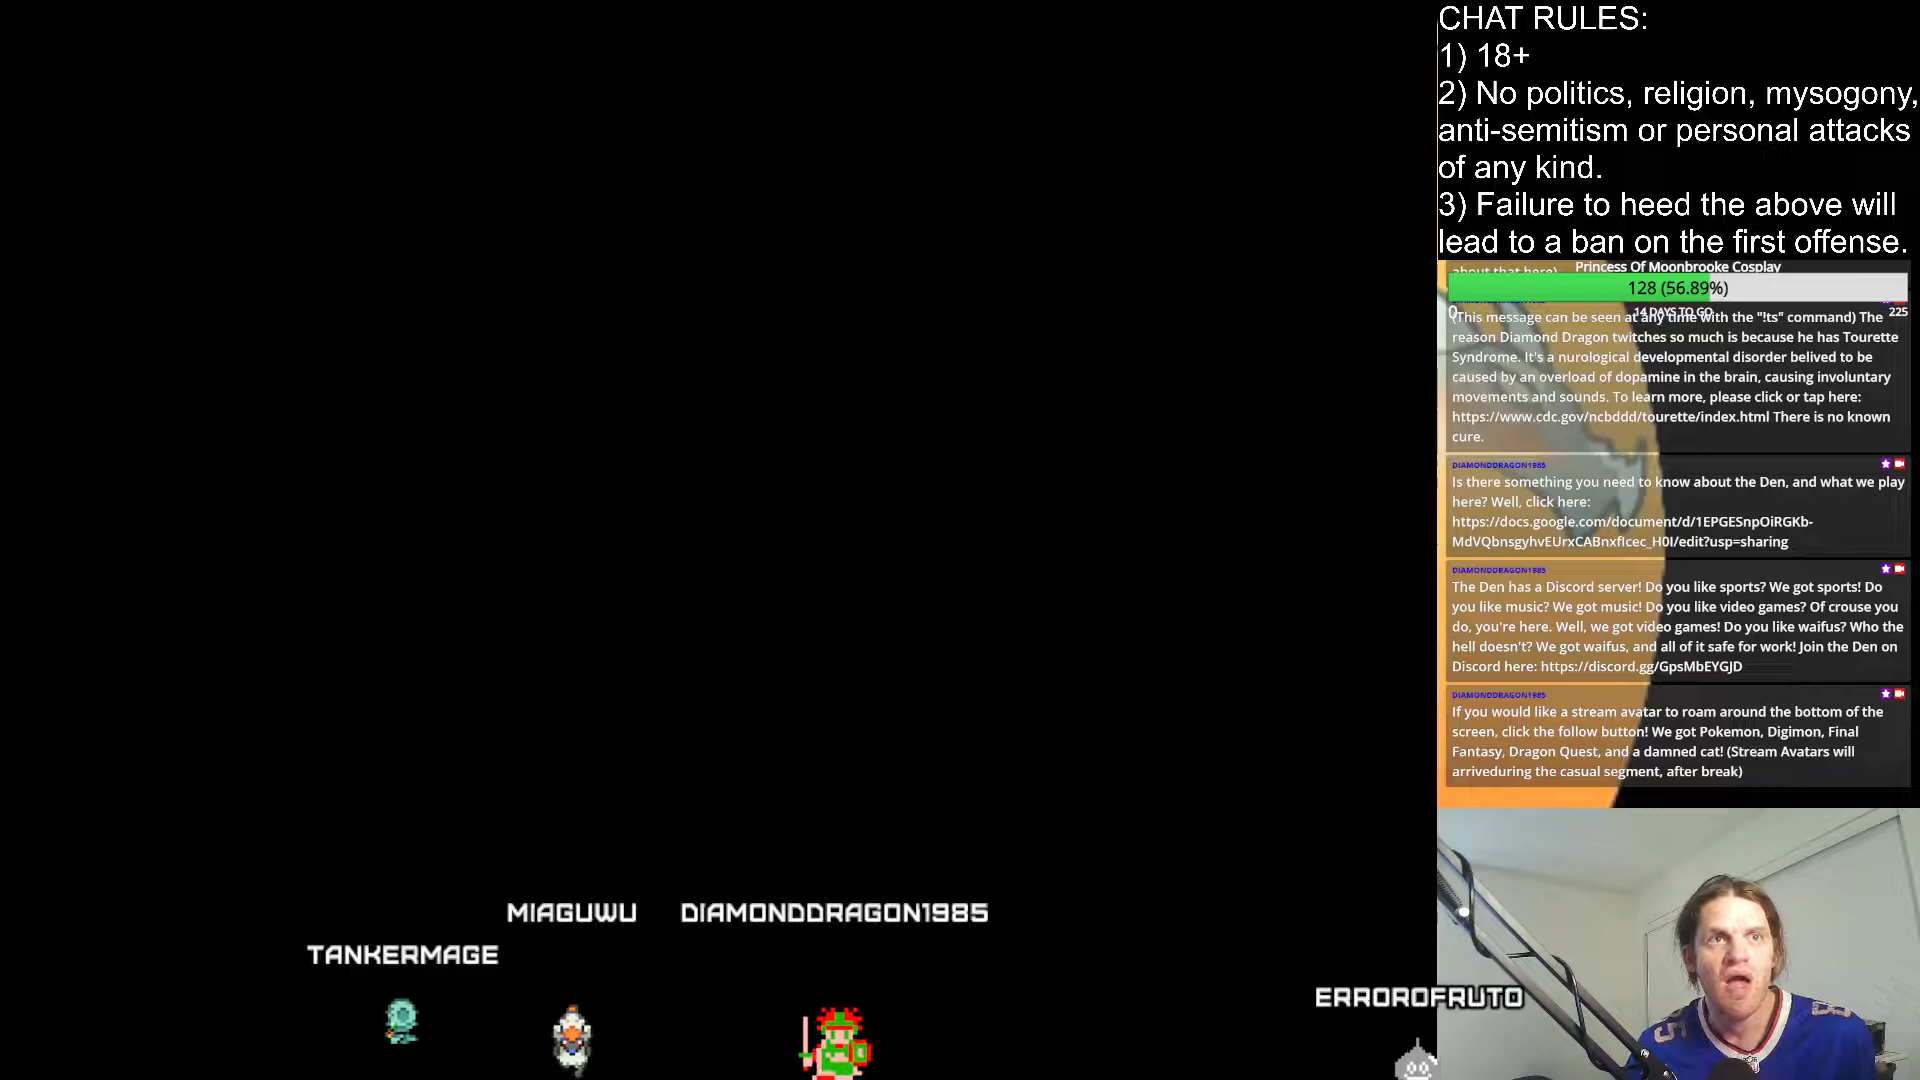 CHAT RULES:
1) 18+
2) No politics, religion, mysogony,
anti-semitism or personal attacks
of any kind.
3) Failure to heed the above will
lead to a ban on the first offense.
about that here)
Princess Of Moonbrooke Cosplay
128 (56.89%)
0
14 DAYS TO GO
225
(This message can be seen at any time with the "!ts" command) The
reason Diamond Dragon twitches so much is because he has Tourette
Syndrome. It's a nurological developmental disorder belived to be
caused by an overload of dopamine in the brain, causing involuntary
movements and sounds. To learn more, please click or tap here:
https://www.cdc.gov/ncbddd/tourette/index.html There is no known
cure.
DIAMONDDRAGON1985
Is there something you need to know about the Den, and what we play
here? Well, click here:
https://docs.google.com/document/d/1EPGESnpOiRGKb-
MdVQbnsgyhvEUrxCABnxfIcec_H0I/edit?usp=sharing
DIAMONDDRAGON1985
The Den has a Discord server! Do you like sports? We got sports! Do
you like music? We got music! Do you like video games? Of crouse you
do, you're here. Well, we got video games! Do you like waifus? Who the
hell doesn't? We got waifus, and all of it safe for work! Join the Den on
Discord here: https://discord.gg/GpsMbEYGJD
DIAMONDDRAGON1985
If you would like a stream avatar to roam around the bottom of the
screen, click the follow button! We got Pokemon, Digimon, Final
Fantasy, Dragon Quest, and a damned cat! (Stream Avatars will
arriveduring the casual segment, after break)
MIAGUWU
DIAMONDDRAGON1985
TANKERMAGE
ERROROFRUTO
85